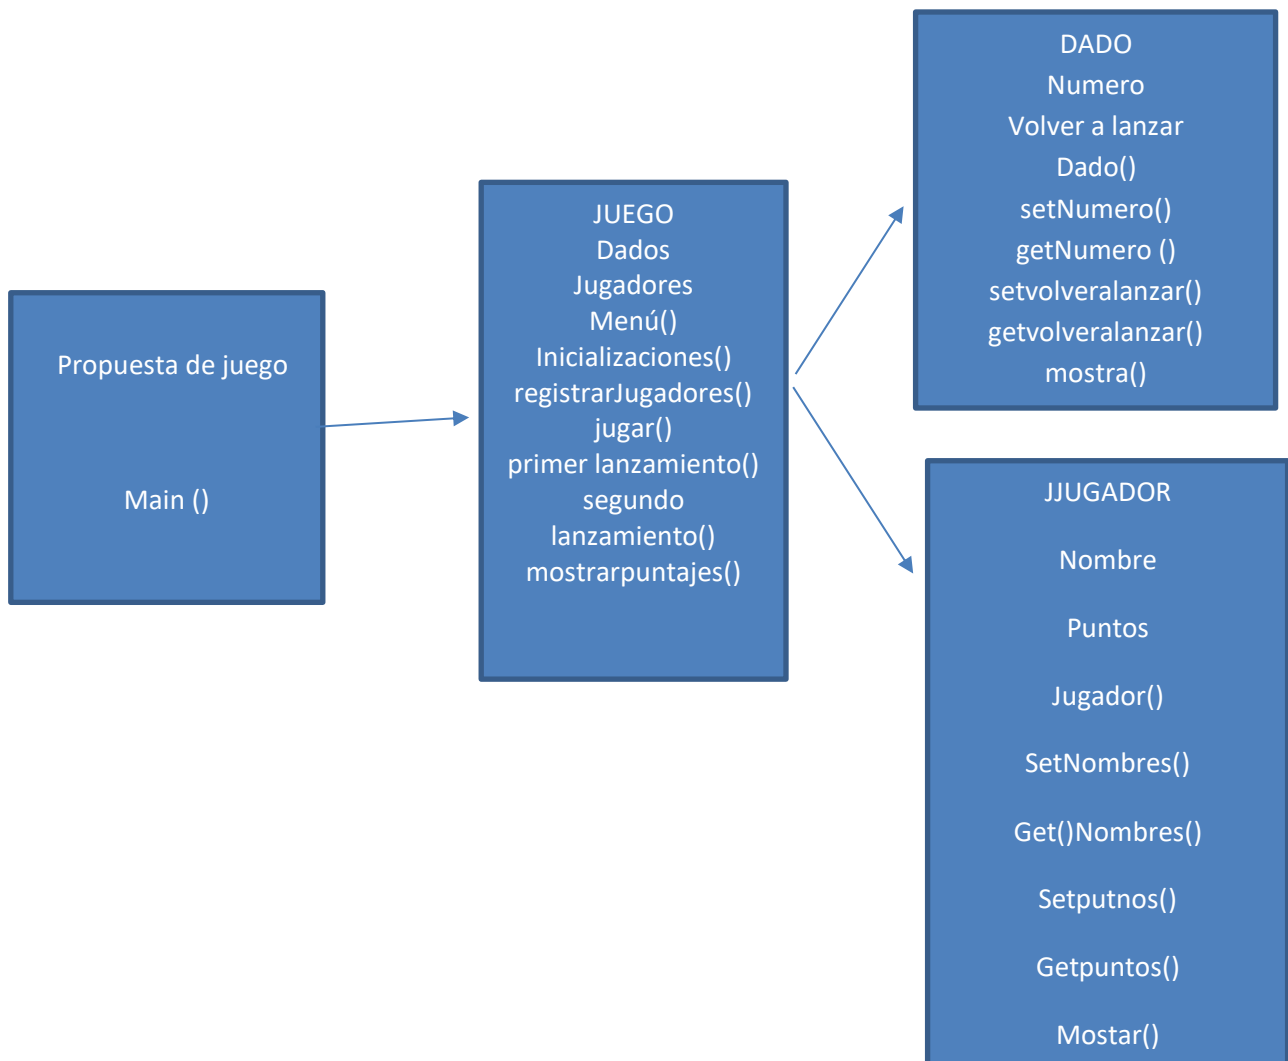 Propuesta de juego
Main ()
JUEGO
Dados
Jugadores
Menú()
Inicializaciones()
registrarJugadores()
jugar()
primer lanzamiento()
segundo
lanzamiento()
mostrarpuntajes()
DADO
Numero
Volver a lanzar
Dado()
setNumero()
getNumero ()
setvolveralanzar()
getvolveralanzar()
mostra()
JJUGADOR
Nombre
Puntos
Jugador()
SetNombres()
Get()Nombres()
Setputnos()
Getpuntos()
Mostar()